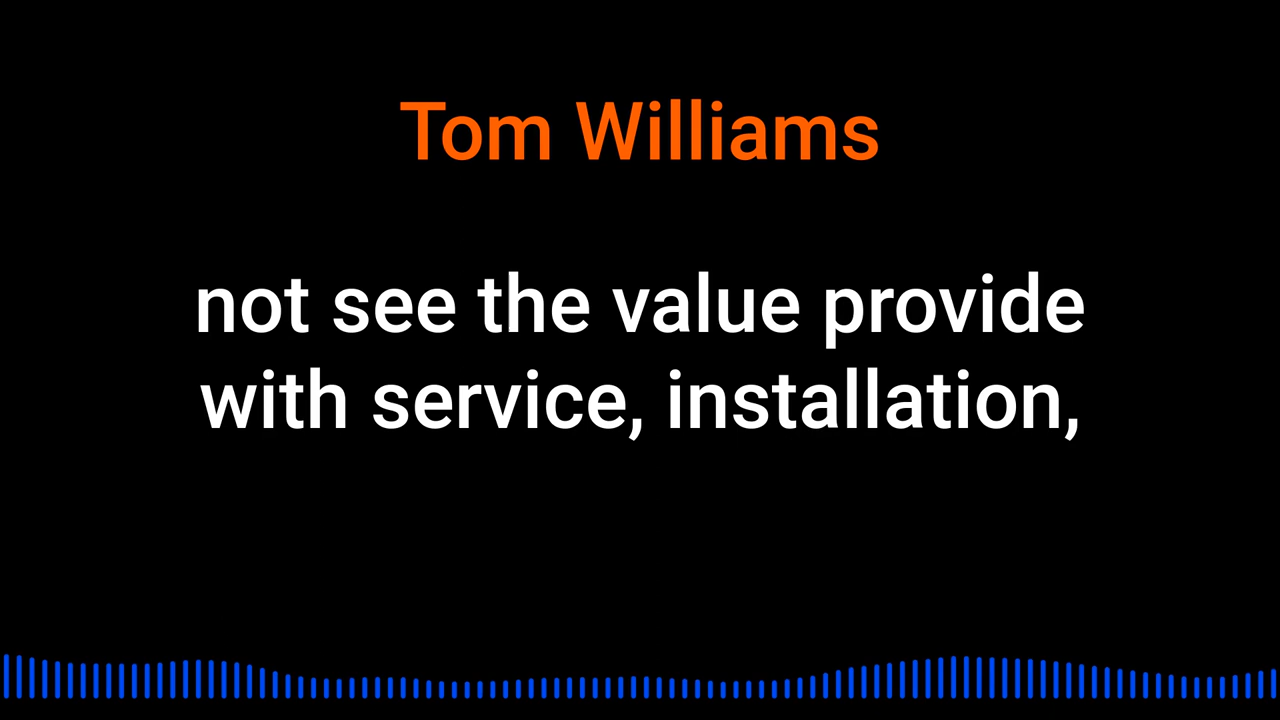 Tom Williams
not see the value provide
with service, installation,